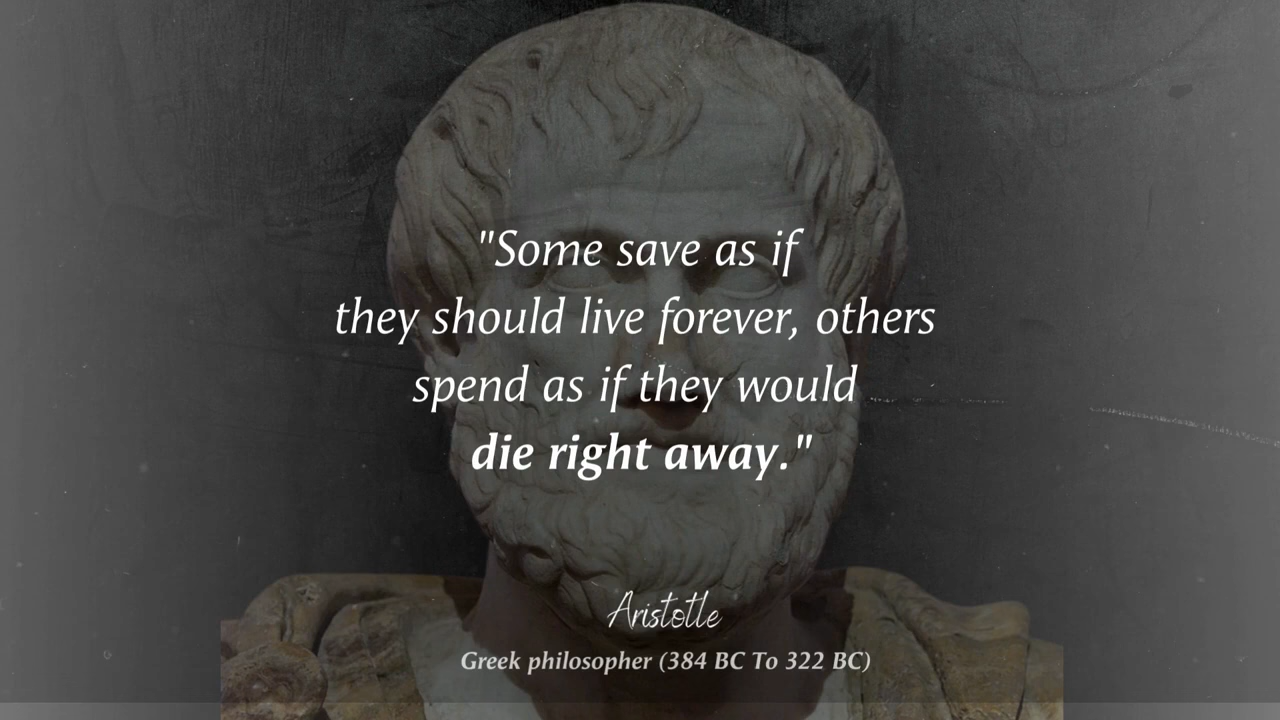 "Some save as if
they should live forever, others
spend as if they would
die right away."
Aristotle
Greek philosopher (384 BC To 322 BC)